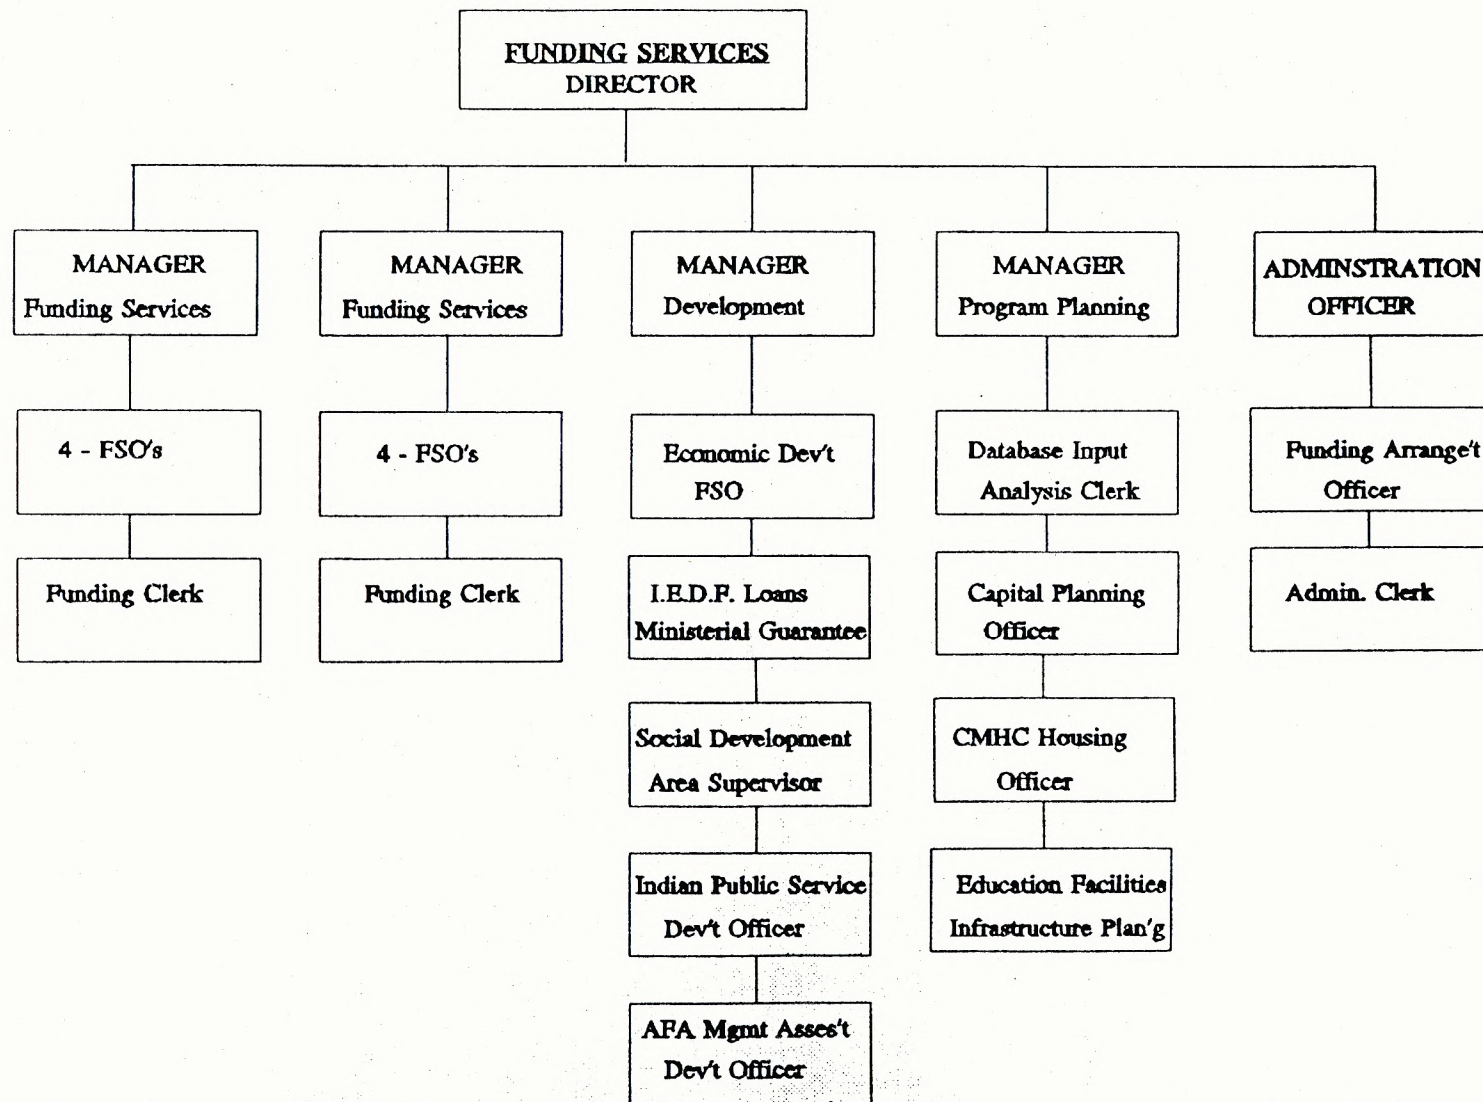 FUNDING SERVICES
DIRECTOR
MANAGER
Funding Services
4 - FSO's
Funding Clerk
MANAGER
Funding Services
4 - FSO's
Funding Clerk
MANAGER
Development
Economic Dev't
FSO
I.E.D.F. Loans
Ministerial Guarantee
Social Development
Area Supervisor
Indian Public Service
Dev't Officer
AFA Mgmt Asses't
Dev't Officer
MANAGER
Program Planning
Database Input
Analysis Clerk
Capital Planning
Officer
CMHC Housing
Officer
Education Facilities
Infrastructure Plan'g
ADMINSTRATION
OFFICER
Funding Arrange't
Officer
Admin. Clerk